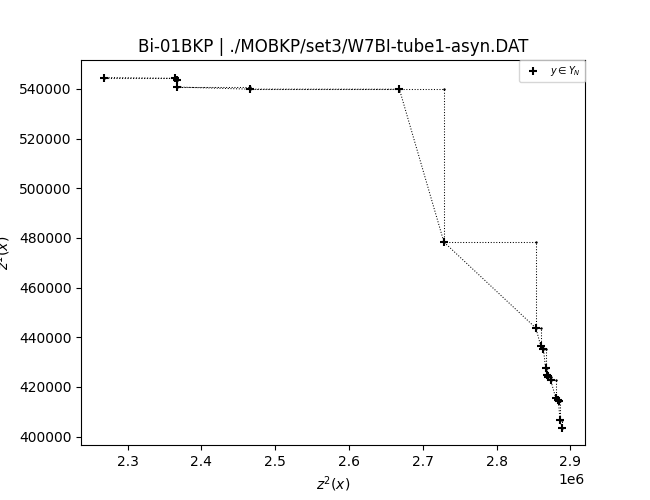 Bi-01BKP | ./MOBKP/set3/W7BI-tube1-asyn.DAT
y ∈ Y_N
540000
520000
500000
480000
460000
440000
420000
400000
2.3 2.4 2.5 2.6 2.7 2.8 2.9
1e6
z²(x)